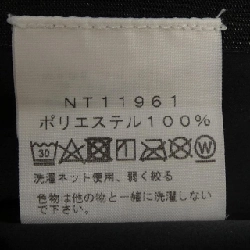 NT11961
ポリエステル100%
30 P W
洗濯ネット使用、弱く絞る
色物は他の物と一緒に洗濯しない
で下さい。